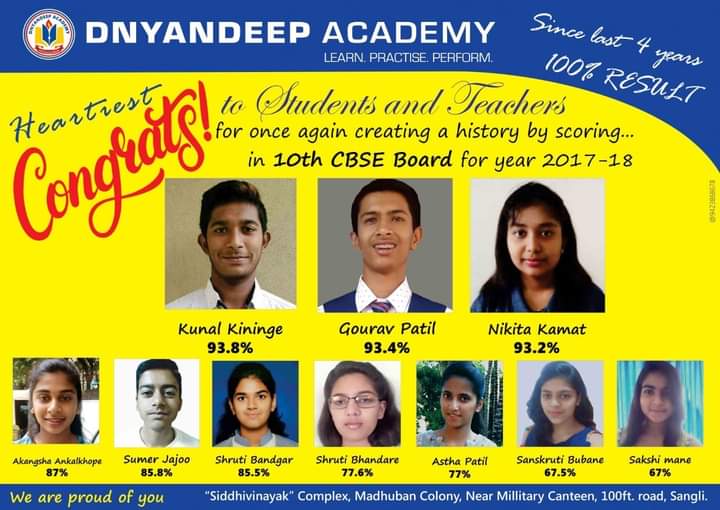 DNYANDEEP ACADEMY
LEARN. PRACTISE. PERFORM.
Since last 4 years
100% RESULT
Heartiest
Congrats!
to Students and Teachers
for once again creating a history by scoring...
in 10th CBSE Board for year 2017-18
Kunal Kininge
93.8%
Gourav Patil
93.4%
Nikita Kamat
93.2%
Akangsha Ankalkhope
87%
Sumer Jajoo
85.8%
Shruti Bandgar
85.5%
Shruti Bhandare
77.6%
Astha Patil
77%
Sanskruti Bubane
67.5%
Sakshi mane
67%
We are proud of you
"Siddhivinayak" Complex, Madhuban Colony, Near Millitary Canteen, 100ft. road, Sangli.